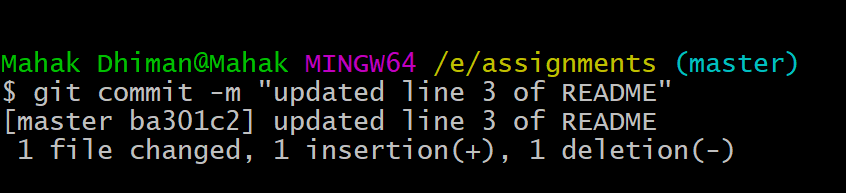 Mahak Dhiman@Mahak MINGW64 /e/assignments (master)
$ git commit -m "updated line 3 of README"
[master ba301c2] updated line 3 of README
 1 file changed, 1 insertion(+), 1 deletion(-)